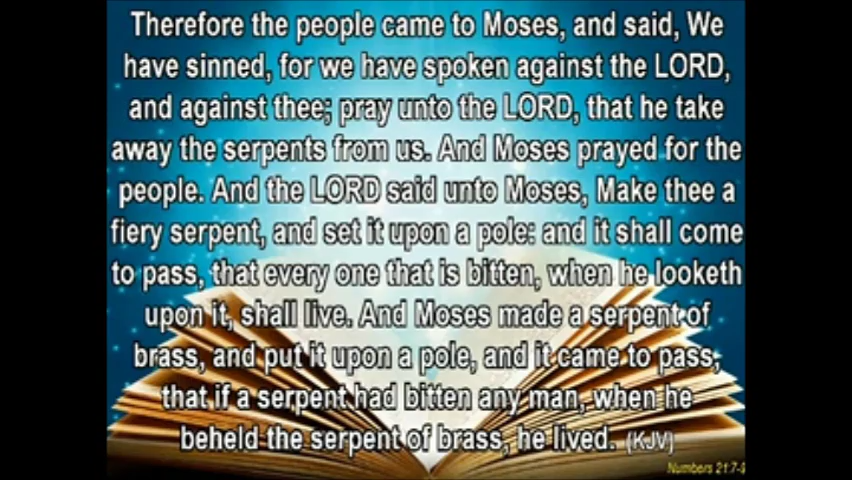 Therefore the people came to Moses, and said, We
have sinned, for we have spoken against the LORD,
and against thee; pray unto the LORD, that he take
away the serpents from us. And Moses prayed for the
people. And the LORD said unto Moses, Make thee a
fiery serpent, and set it upon a pole: and it shall come
to pass, that every one that is bitten, when he looketh
upon it, shall live. And Moses made a serpent of
brass, and put it upon a pole, and it came to pass,
that if a serpent had bitten any man, when he
beheld the serpent of brass, he lived. (KJV)
Numbers 21:7-9